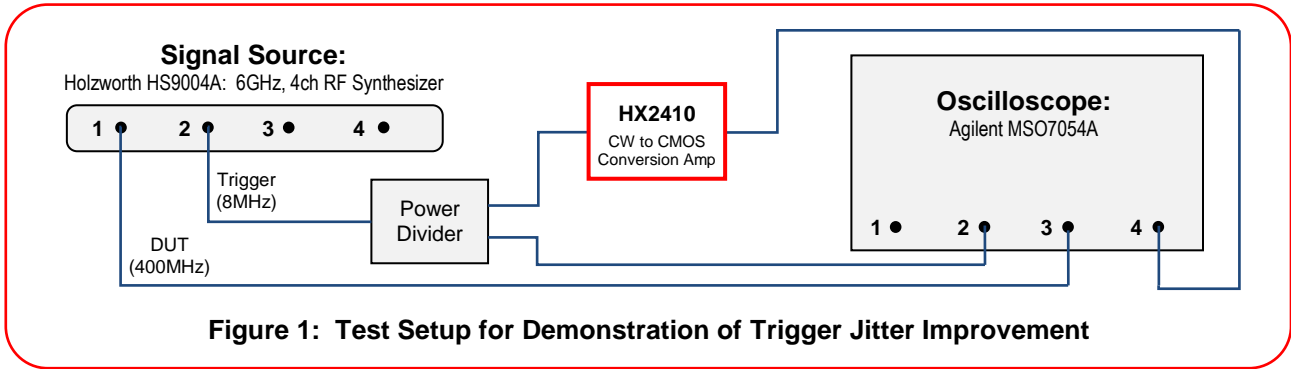 Signal Source:
Holzworth HS9004A: 6GHz, 4ch RF Synthesizer
1 2 3 4
Trigger
(8MHz)
DUT
(400MHz)
Power
Divider
HX2410
CW to CMOS
Conversion Amp
Oscilloscope:
Agilent MSO7054A
1 2 3 4
Figure 1: Test Setup for Demonstration of Trigger Jitter Improvement